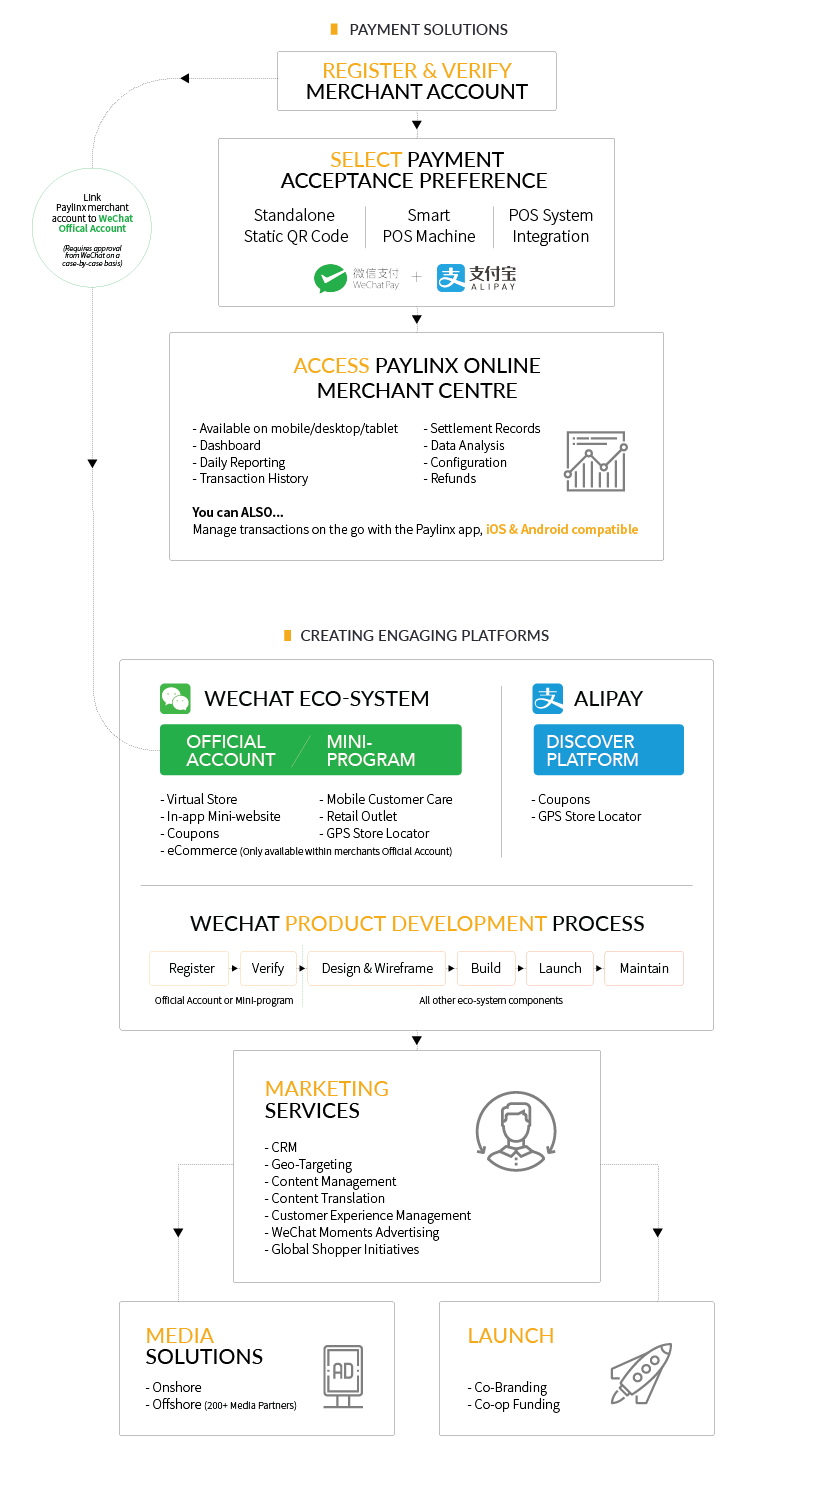 PAYMENT SOLUTIONS
REGISTER & VERIFY
MERCHANT ACCOUNT
Link
Paylinx merchant
account to WeChat
Offical Account
(Requires approval
from WeChat on a
case-by-case basis)
SELECT PAYMENT
ACCEPTANCE PREFERENCE
Standalone
Static QR Code
Smart
POS Machine
POS System
Integration
微信支付
WeChat Pay
+
支付宝
ALIPAY
ACCESS PAYLINX ONLINE
MERCHANT CENTRE
- Available on mobile/desktop/tablet
- Dashboard
- Daily Reporting
- Transaction History
- Settlement Records
- Data Analysis
- Configuration
- Refunds
You can ALSO...
Manage transactions on the go with the Paylinx app, iOS & Android compatible
CREATING ENGAGING PLATFORMS
WECHAT ECO-SYSTEM
OFFICIAL
ACCOUNT
MINI-
PROGRAM
- Virtual Store
- In-app Mini-website
- Coupons
- eCommerce (Only available within merchants Official Account)
- Mobile Customer Care
- Retail Outlet
- GPS Store Locator
支 ALIPAY
DISCOVER
PLATFORM
- Coupons
- GPS Store Locator
WECHAT PRODUCT DEVELOPMENT PROCESS
Register
Verify
Design & Wireframe
Build
Launch
Maintain
Official Account or Mini-program
All other eco-system components
MARKETING
SERVICES
- CRM
- Geo-Targeting
- Content Management
- Content Translation
- Customer Experience Management
- WeChat Moments Advertising
- Global Shopper Initiatives
MEDIA
SOLUTIONS
- Onshore
- Offshore (200+ Media Partners)
AD
LAUNCH
- Co-Branding
- Co-op Funding